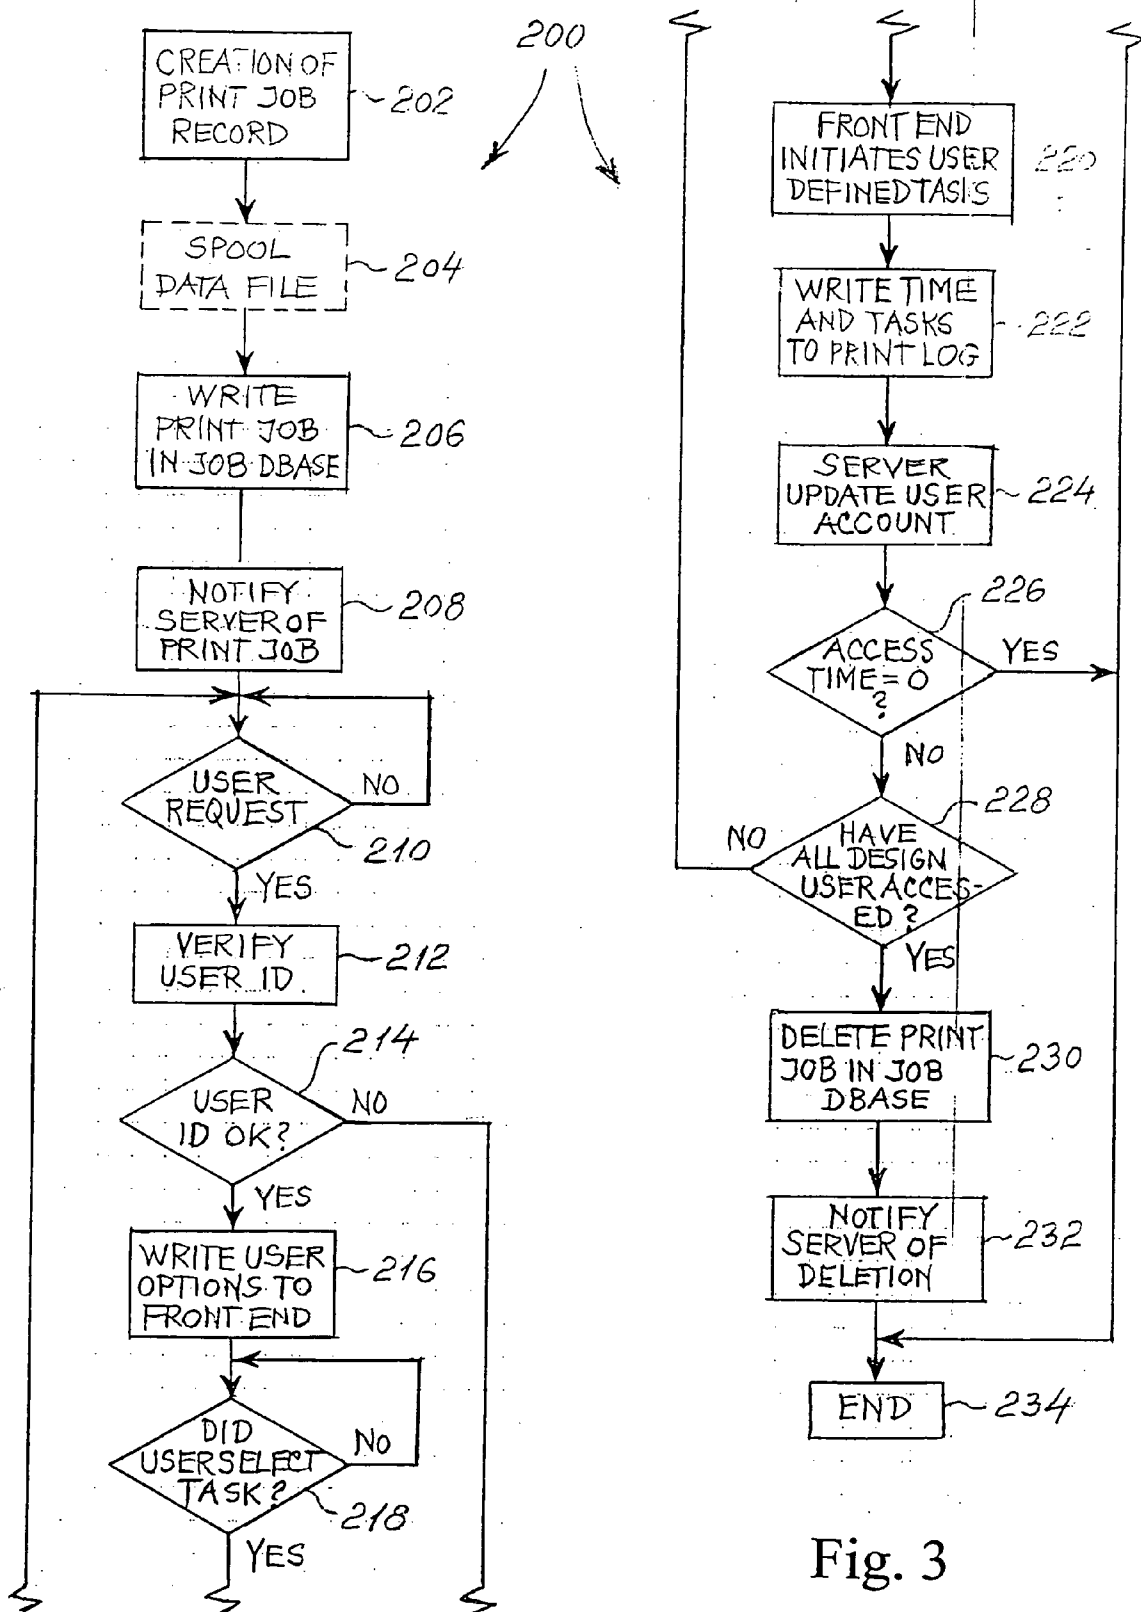 200
CREATION OF
PRINT JOB
RECORD
202
SPOOL
DATA FILE
204
WRITE
PRINT JOB
IN JOB DBASE
206
NOTIFY
SERVER OF
PRINT JOB
208
USER
REQUEST
NO
210
YES
VERIFY
USER ID
212
214
USER
ID OK?
NO
YES
WRITE USER
OPTIONS TO
FRONT END
216
DID
USER SELECT
TASK?
NO
218
YES
FRONT END
INITIATES USER
DEFINED TASIS
220
WRITE TIME
AND TASKS
TO PRINT LOG
222
SERVER
UPDATE USER
ACCOUNT
224
226
ACCESS
TIME = 0
?
YES
NO
228
HAVE
ALL DESIGN
USER ACCES-
ED?
NO
YES
DELETE PRINT
JOB IN JOB
DBASE
230
NOTIFY
SERVER OF
DELETION
232
END
234
Fig. 3